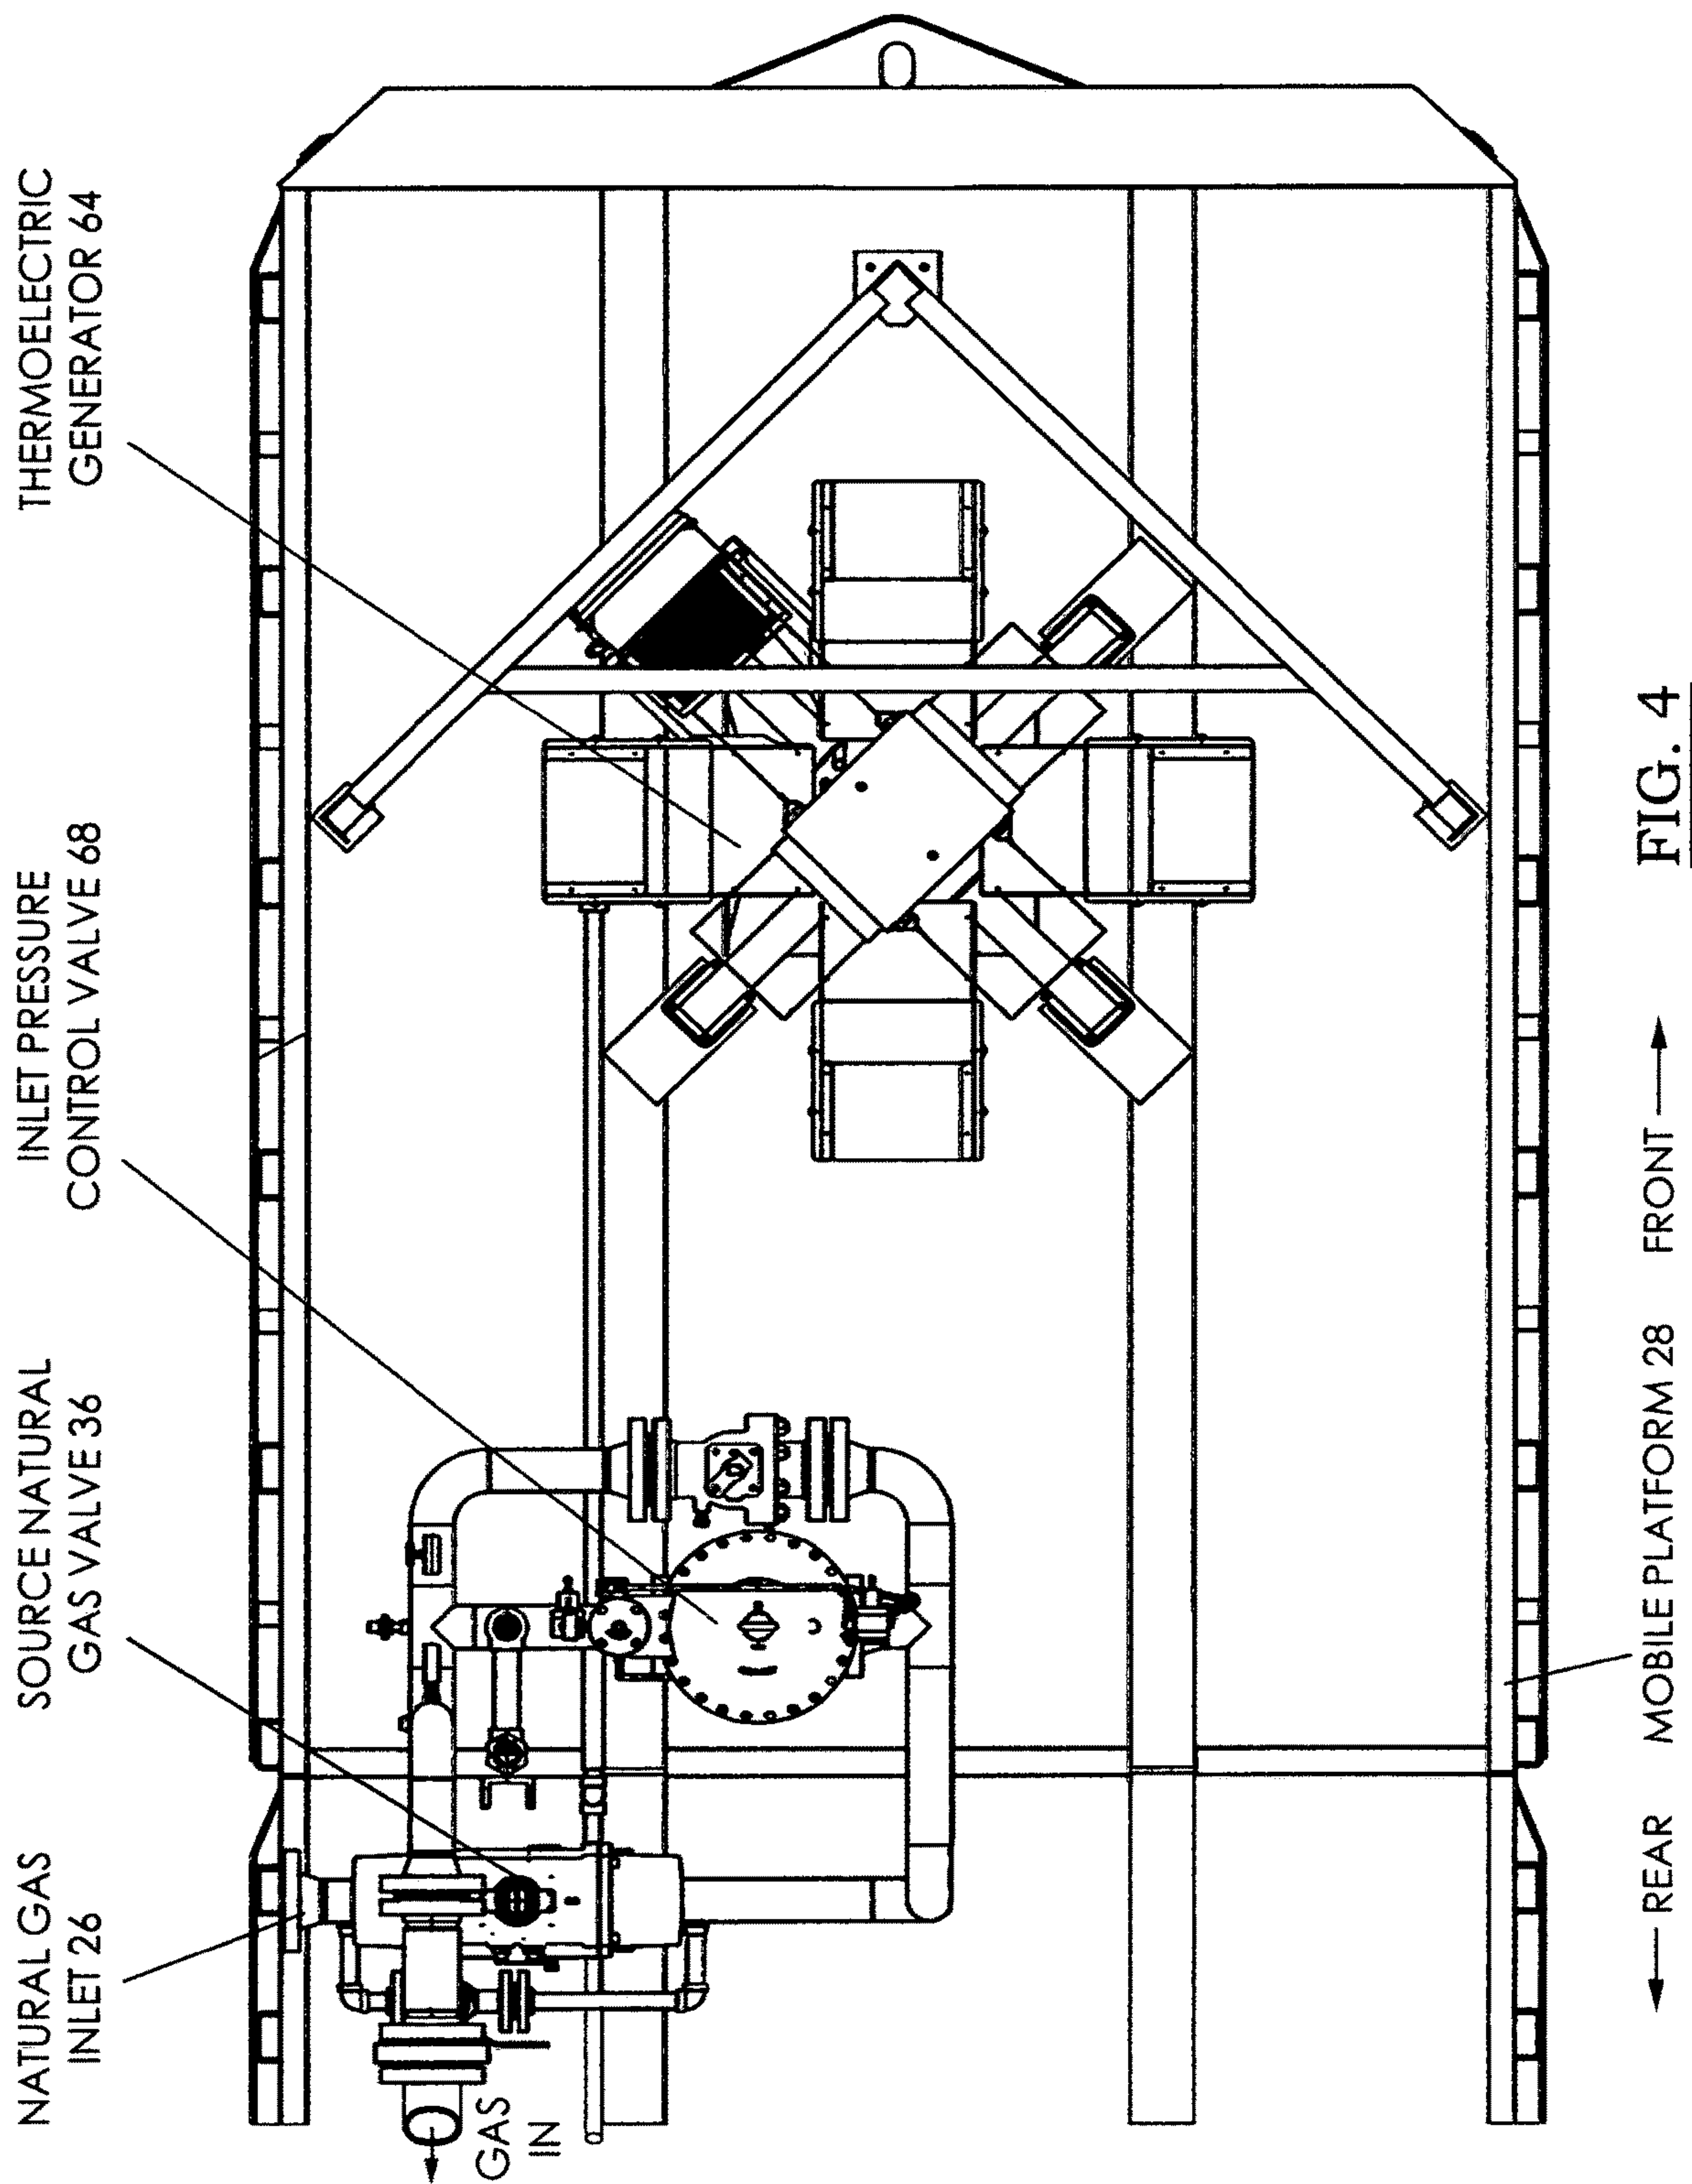 NATURAL GAS
INLET 26
SOURCE NATURAL
GAS VALVE 36
INLET PRESSURE
CONTROL VALVE 68
THERMOELECTRIC
GENERATOR 64
GAS
IN
REAR
MOBILE PLATFORM 28
FRONT
FIG. 4